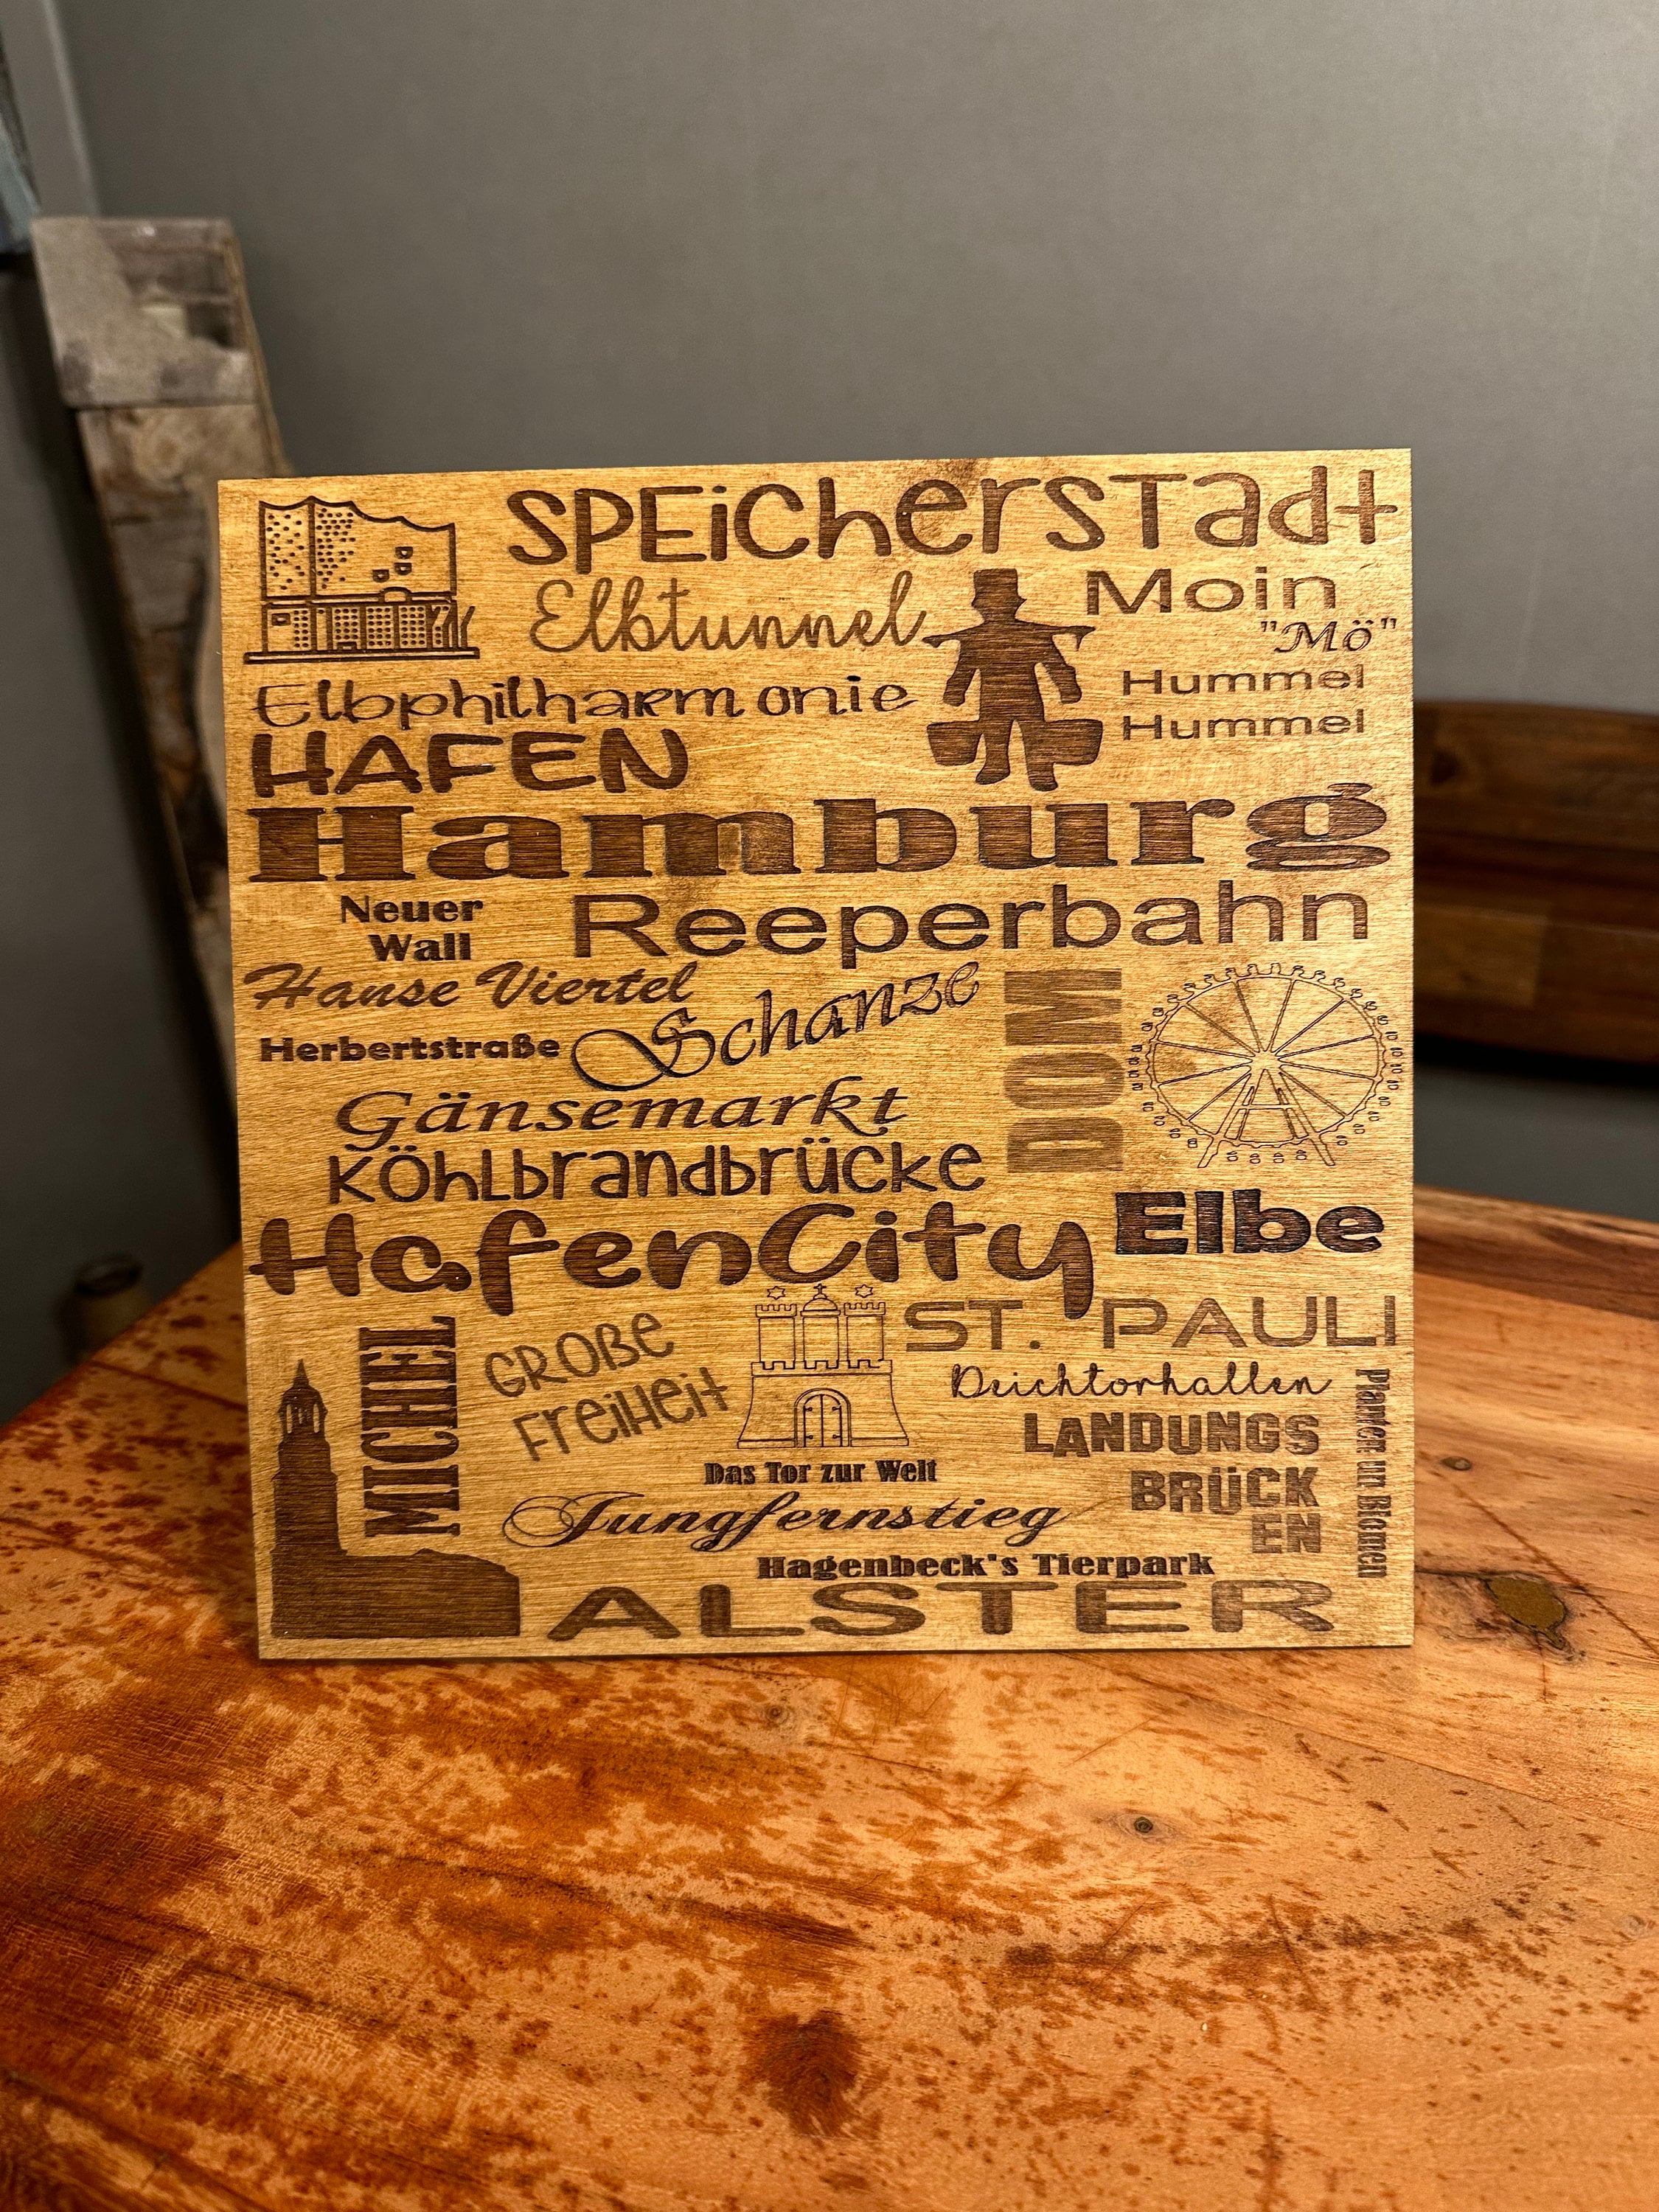 SPEicherstadt
Elbtunnel
Moin
"Mö"
Elbphilharmonie
Hummel
Hummel
HAFEN
Hamburg
Neuer
Wall
Reeperbahn
Hanse Viertel
Schanze
DOM
Herbertstraße
Gänsemarkt
Köhlbrandbrücke
HafenCity
Elbe
MICHEL
GROße
FreiHeit
ST. PAULI
Deichtorhallen
Planten un Blomen
LANDUNGS
BRÜCK
EN
Das Tor zur Welt
Jungfernstieg
Hagenbeck's Tierpark
ALSTER